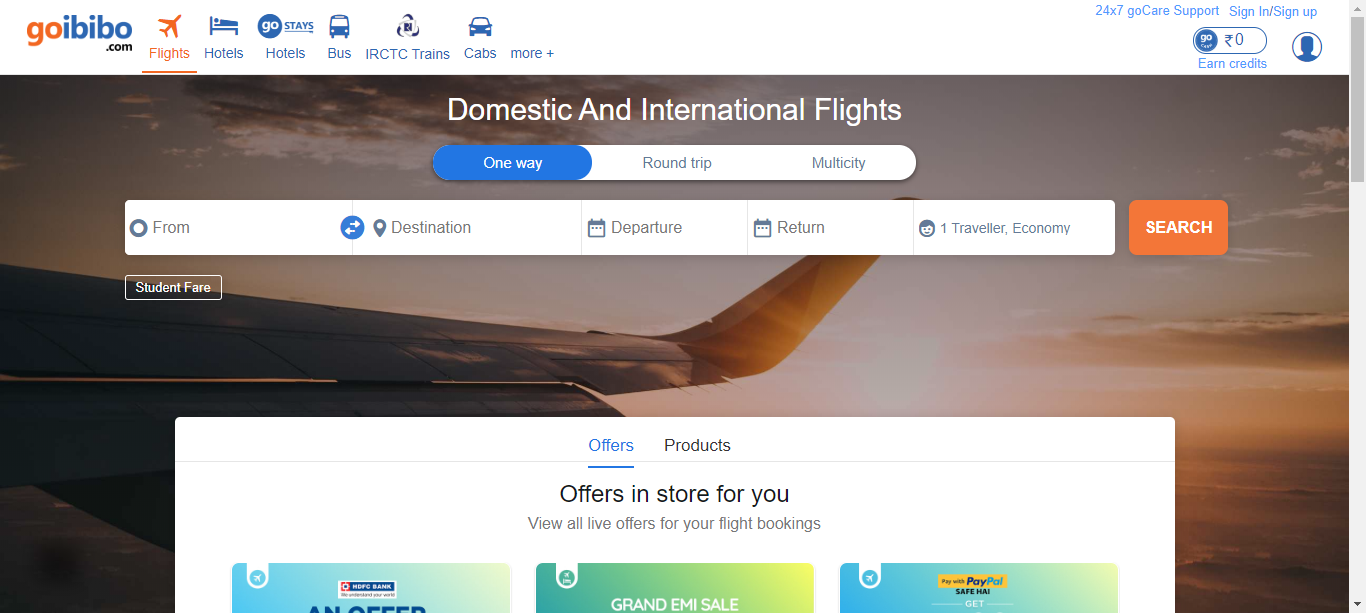 24x7 goCare Support Sign In/Sign up
goibibo
.com
go STAYS
go CASH ₹0
Flights Hotels Hotels Bus IRCTC Trains Cabs more +
Earn credits
Domestic And International Flights
One way Round trip Multicity
From Destination Departure Return 1 Traveller, Economy SEARCH
Student Fare
Offers Products
Offers in store for you
View all live offers for your flight bookings
HDFC BANK
We understand your world
AN OFFER
GRAND EMI SALE
Pay with PayPal
SAFE HAI
GET